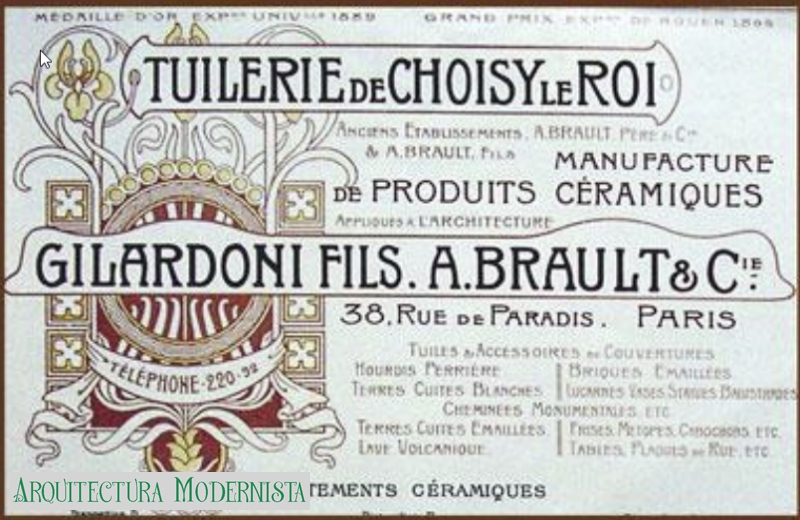 MÉDAILLE D'OR EXPON UNIVLLE 1889 GRAND PRIX EXPON DE ROUEN
TUILERIE DE CHOISY LE ROI
ANCIENS ETABLISSEMENTS, A. BRAULT, PÈRE & CIE
& A. BRAULT, FILS
MANUFACTURE
DE PRODUITS CÉRAMIQUES
APPLIQUÉS A L'ARCHITECTURE
GILARDONI FILS. A. BRAULT & CIE
38, RUE DE PARADIS. PARIS
TÉLÉPHONE-220-92
TUILES & ACCESSOIRES DE COUVERTURES
HOURDIS PERRIÈRE
TERRES CUITES BLANCHES
BRIQUES EMAILLÉES
LUCARNES VASES STATUES BALUSTRADES
CHEMINÉES MONUMENTALES, ETC.
TERRES CUITES EMAILLÉES
LAVE VOLCANIQUE
FRISES, METOPES, CABOCHONS, ETC.
TABLES, PLAQUES DE RUE, ETC.
TEMENTS CÉRAMIQUES
ARQUITECTURA MODERNISTA